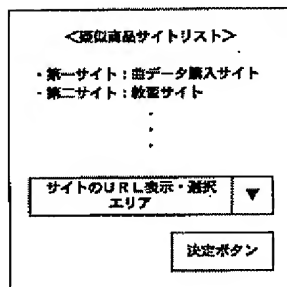 <類似商品サイトリスト>
・第一サイト：曲データ購入サイト
・第二サイト：教習サイト
・
・
・
サイトのURL表示・選択
エリア
▼
決定ボタン